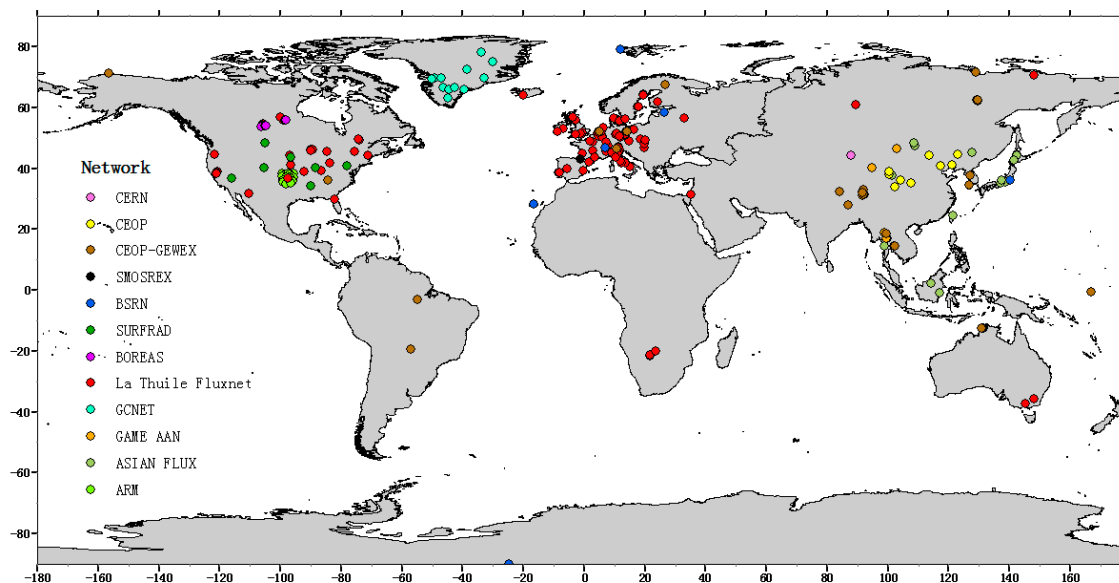 80
60
40
20
0
-20
-40
-60
-80
Network
CERN
CEOP
CEOP-GEWEX
SMOSREX
BSRN
SURFRAD
BOREAS
La Thuile Fluxnet
GCNET
GAME AAN
ASIAN FLUX
ARM
-180 -160 -140 -120 -100 -80 -60 -40 -20 0 20 40 60 80 100 120 140 160